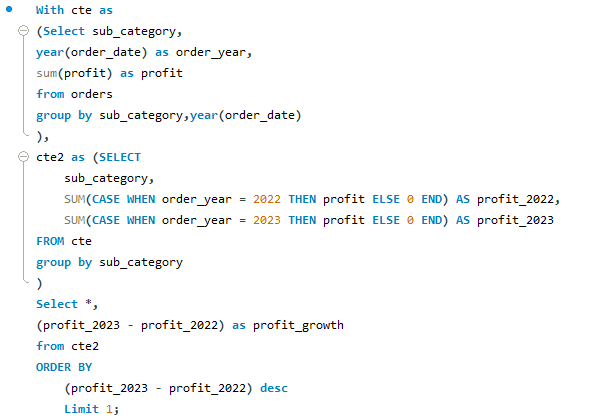 With cte as
(Select sub_category,
year(order_date) as order_year,
sum(profit) as profit
from orders
group by sub_category,year(order_date)
),
cte2 as (SELECT
    sub_category,
    SUM(CASE WHEN order_year = 2022 THEN profit ELSE 0 END) AS profit_2022,
    SUM(CASE WHEN order_year = 2023 THEN profit ELSE 0 END) AS profit_2023
FROM cte
group by sub_category
)
Select *,
(profit_2023 - profit_2022) as profit_growth
from cte2
ORDER BY
    (profit_2023 - profit_2022) desc
    Limit 1;